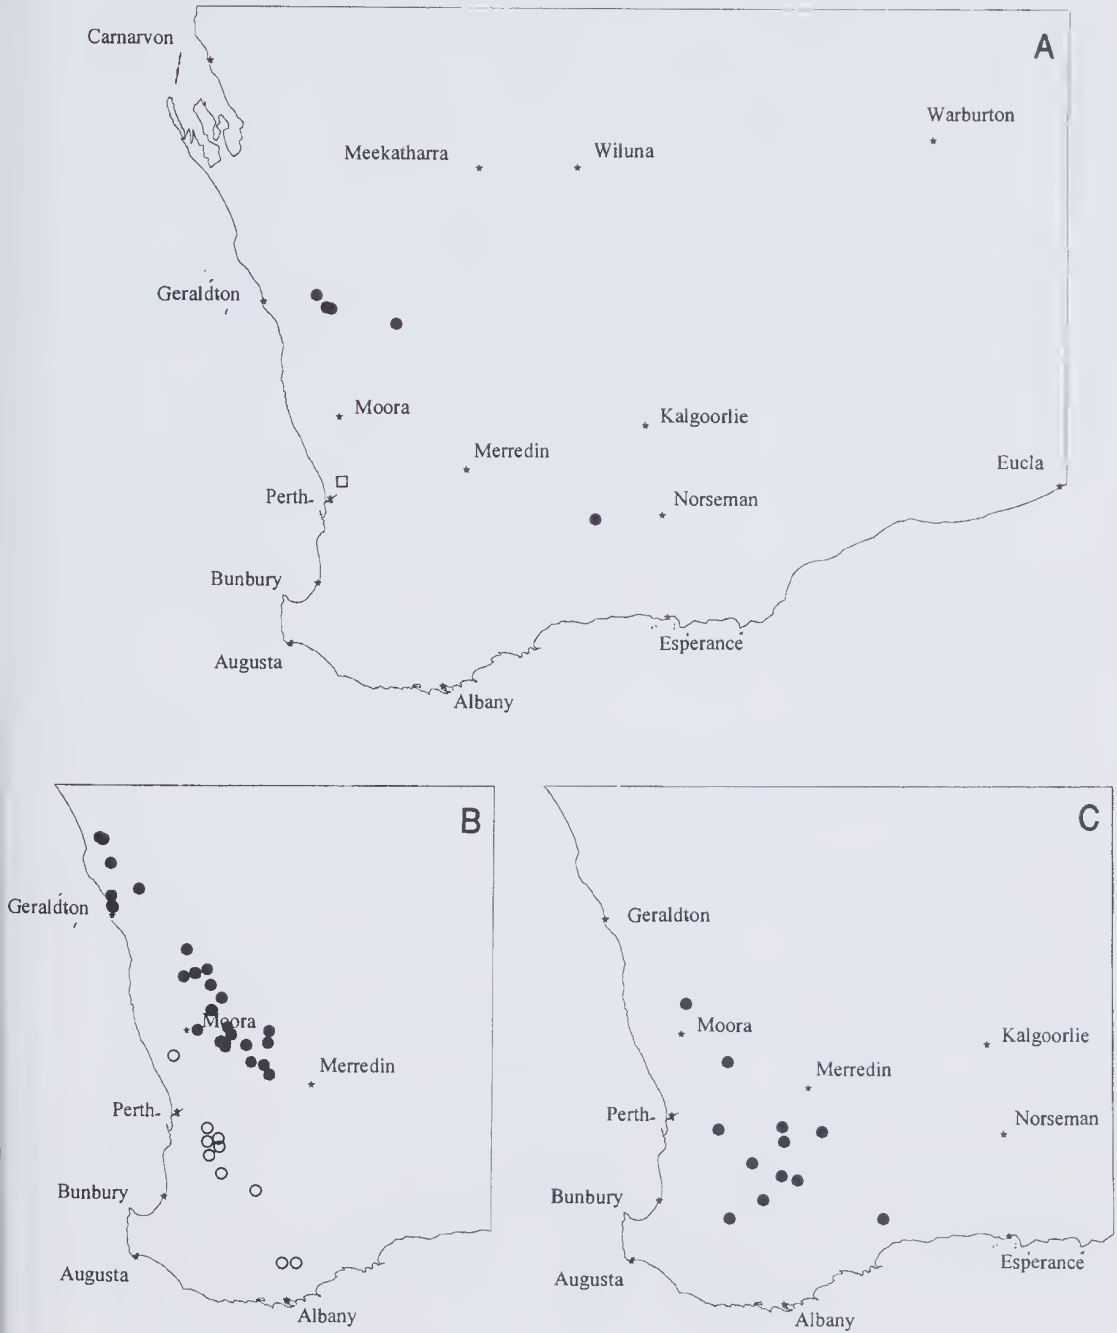 Carnarvon
A
Warburton
Meekatharra
Wiluna
Geraldton
Moora
Kalgoorlie
Merredin
Eucla
Perth
Norseman
Bunbury
Esperance
Augusta
Albany
B
Geraldton
Moora
Merredin
Perth
Bunbury
Augusta
Albany
C
Geraldton
Moora
Kalgoorlie
Merredin
Perth
Norseman
Bunbury
Esperance
Augusta
Albany